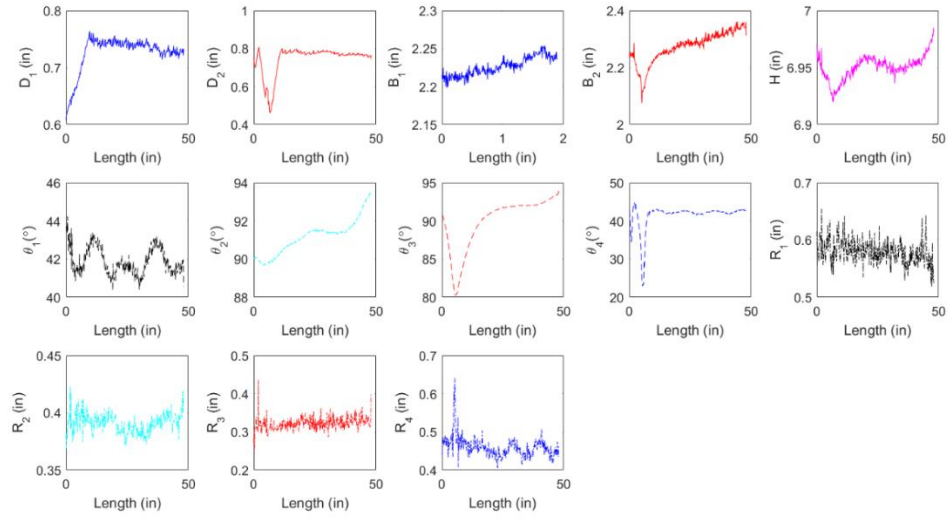 0.8
0.7
0.6
D₁ (in)
0 50
Length (in)
1
0.8
0.6
0.4
D₂ (in)
0 50
Length (in)
2.3
2.25
2.2
2.15
B₁ (in)
0 1 2
Length (in)
2.4
2.2
2
B₂ (in)
0 50
Length (in)
7
6.95
6.9
H (in)
0 50
Length (in)
46
44
42
40
θ₁(°)
0 50
Length (in)
94
92
90
88
θ₂(°)
0 50
Length (in)
95
90
85
80
θ₃(°)
0 50
Length (in)
50
40
30
20
θ₄(°)
0 50
Length (in)
0.7
0.6
0.5
R₁ (in)
0 50
Length (in)
0.45
0.4
0.35
R₂ (in)
0 50
Length (in)
0.5
0.4
0.3
0.2
R₃ (in)
0 50
Length (in)
0.7
0.6
0.5
0.4
R₄ (in)
0 50
Length (in)